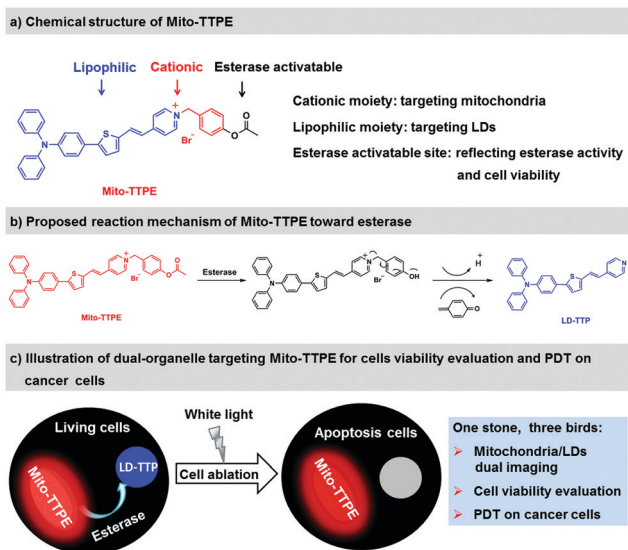 a) Chemical structure of Mito-TTPE
Lipophilic Cationic Esterase activatable
Cationic moiety: targeting mitochondria
Lipophilic moiety: targeting LDs
Esterase activatable site: reflecting esterase activity
and cell viability
N
S
+
N
O
O
Br-
Mito-TTPE
b) Proposed reaction mechanism of Mito-TTPE toward esterase
N
S
+
N
Br-
O
O
Mito-TTPE
Esterase
N
S
+
N
Br-
OH
+
H
O
N
S
N
LD-TTP
c) Illustration of dual-organelle targeting Mito-TTPE for cells viability evaluation and PDT on
cancer cells
Living cells
Mito-TTPE
LD-TTP
Esterase
White light
Cell ablation
Apoptosis cells
Mito-TTPE
One stone, three birds:
➢ Mitochondria/LDs
dual imaging
➢ Cell viability evaluation
➢ PDT on cancer cells